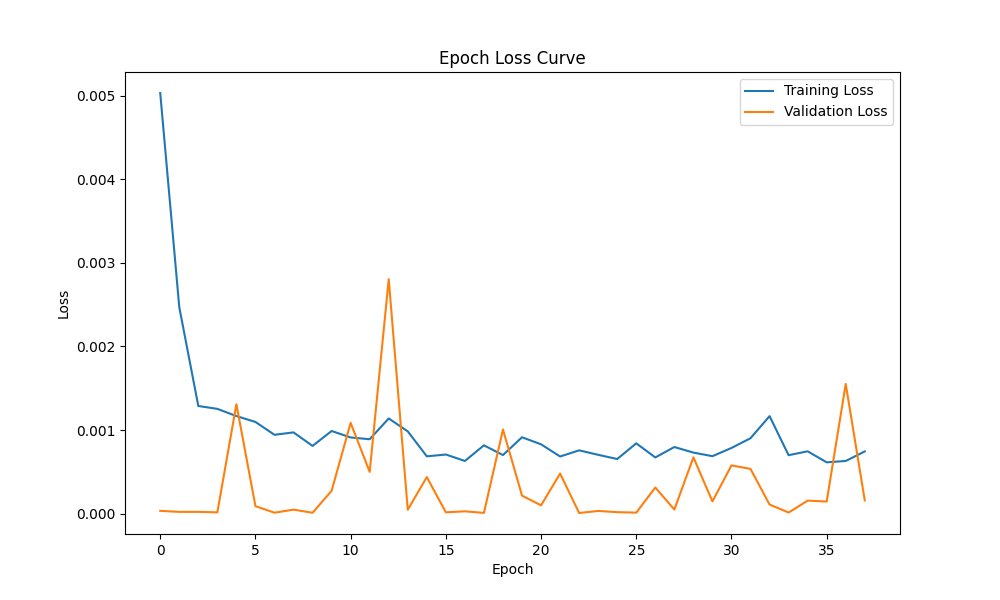 Epoch Loss Curve
Training Loss
Validation Loss
0.005
0.004
0.003
0.002
0.001
0.000
Loss
0 5 10 15 20 25 30 35
Epoch